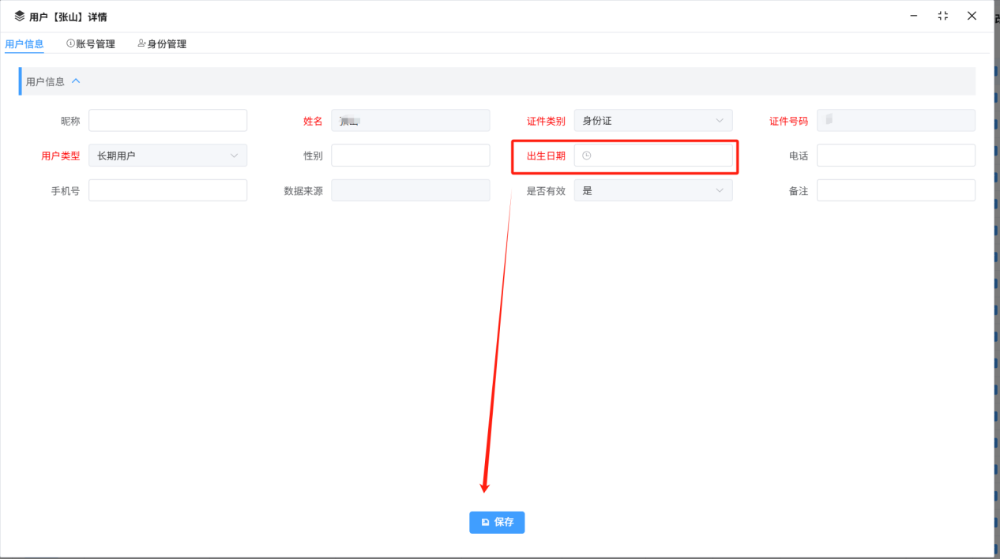 用户【张山】详情
用户信息 账号管理 身份管理
用户信息
昵称 姓名 证件类别 身份证 证件号码
用户类型 长期用户 性别 出生日期 电话
手机号 数据来源 是否有效 是 备注
保存